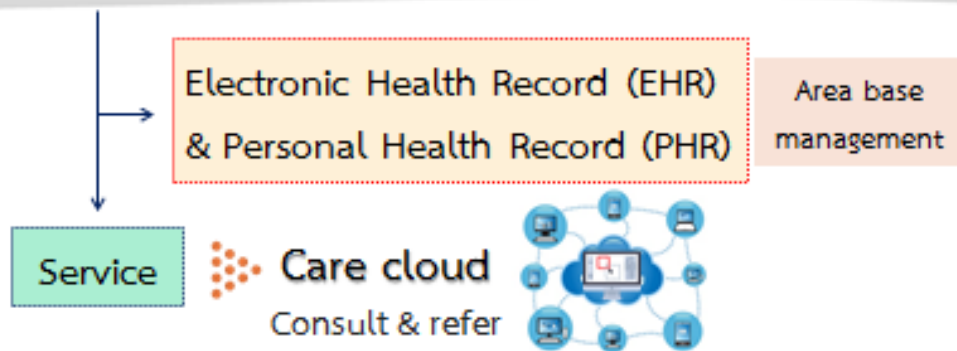 Electronic Health Record (EHR)
& Personal Health Record (PHR)
Area base
management
Service
Care cloud
Consult & refer